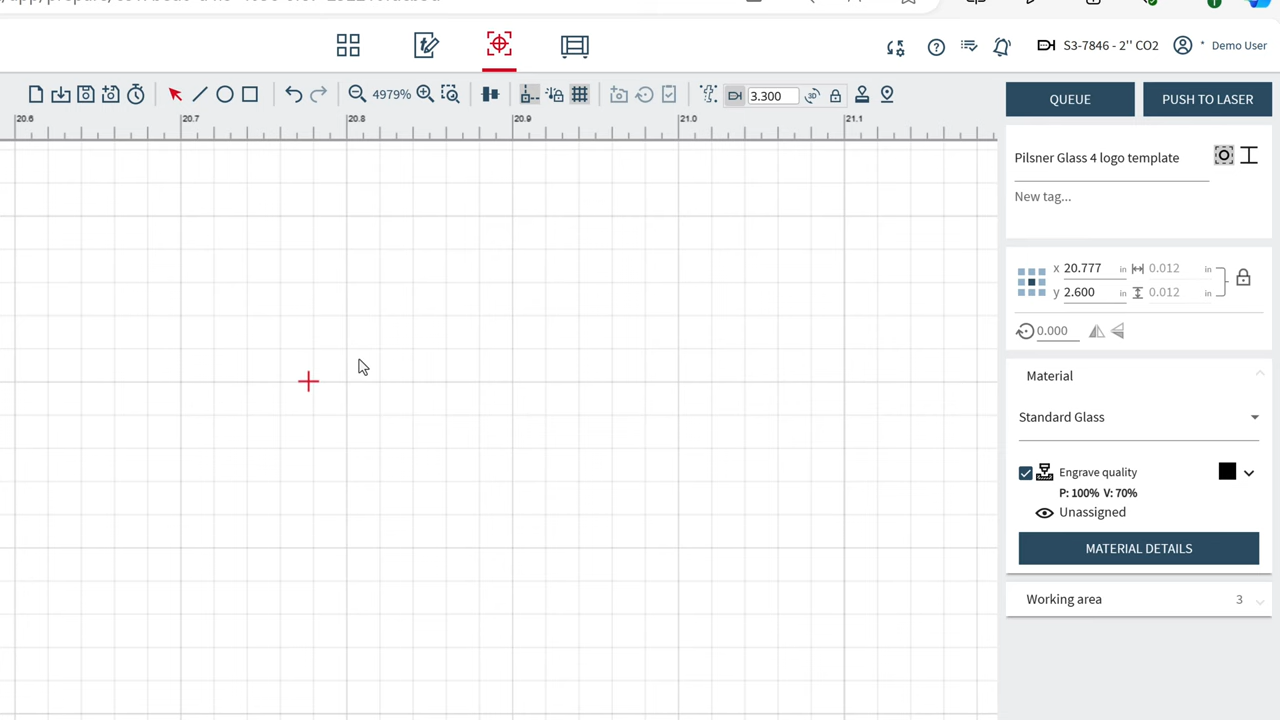 S3-7846 - 2'' CO2
Demo User
4979%
3.300
QUEUE
PUSH TO LASER
20.6
20.7
20.8
20.9
21.0
21.1
Pilsner Glass 4 logo template
New tag...
x 20.777 in 0.012 in
y 2.600 in 0.012 in
0.000
Material
Standard Glass
Engrave quality
P: 100% V: 70%
Unassigned
MATERIAL DETAILS
Working area 3